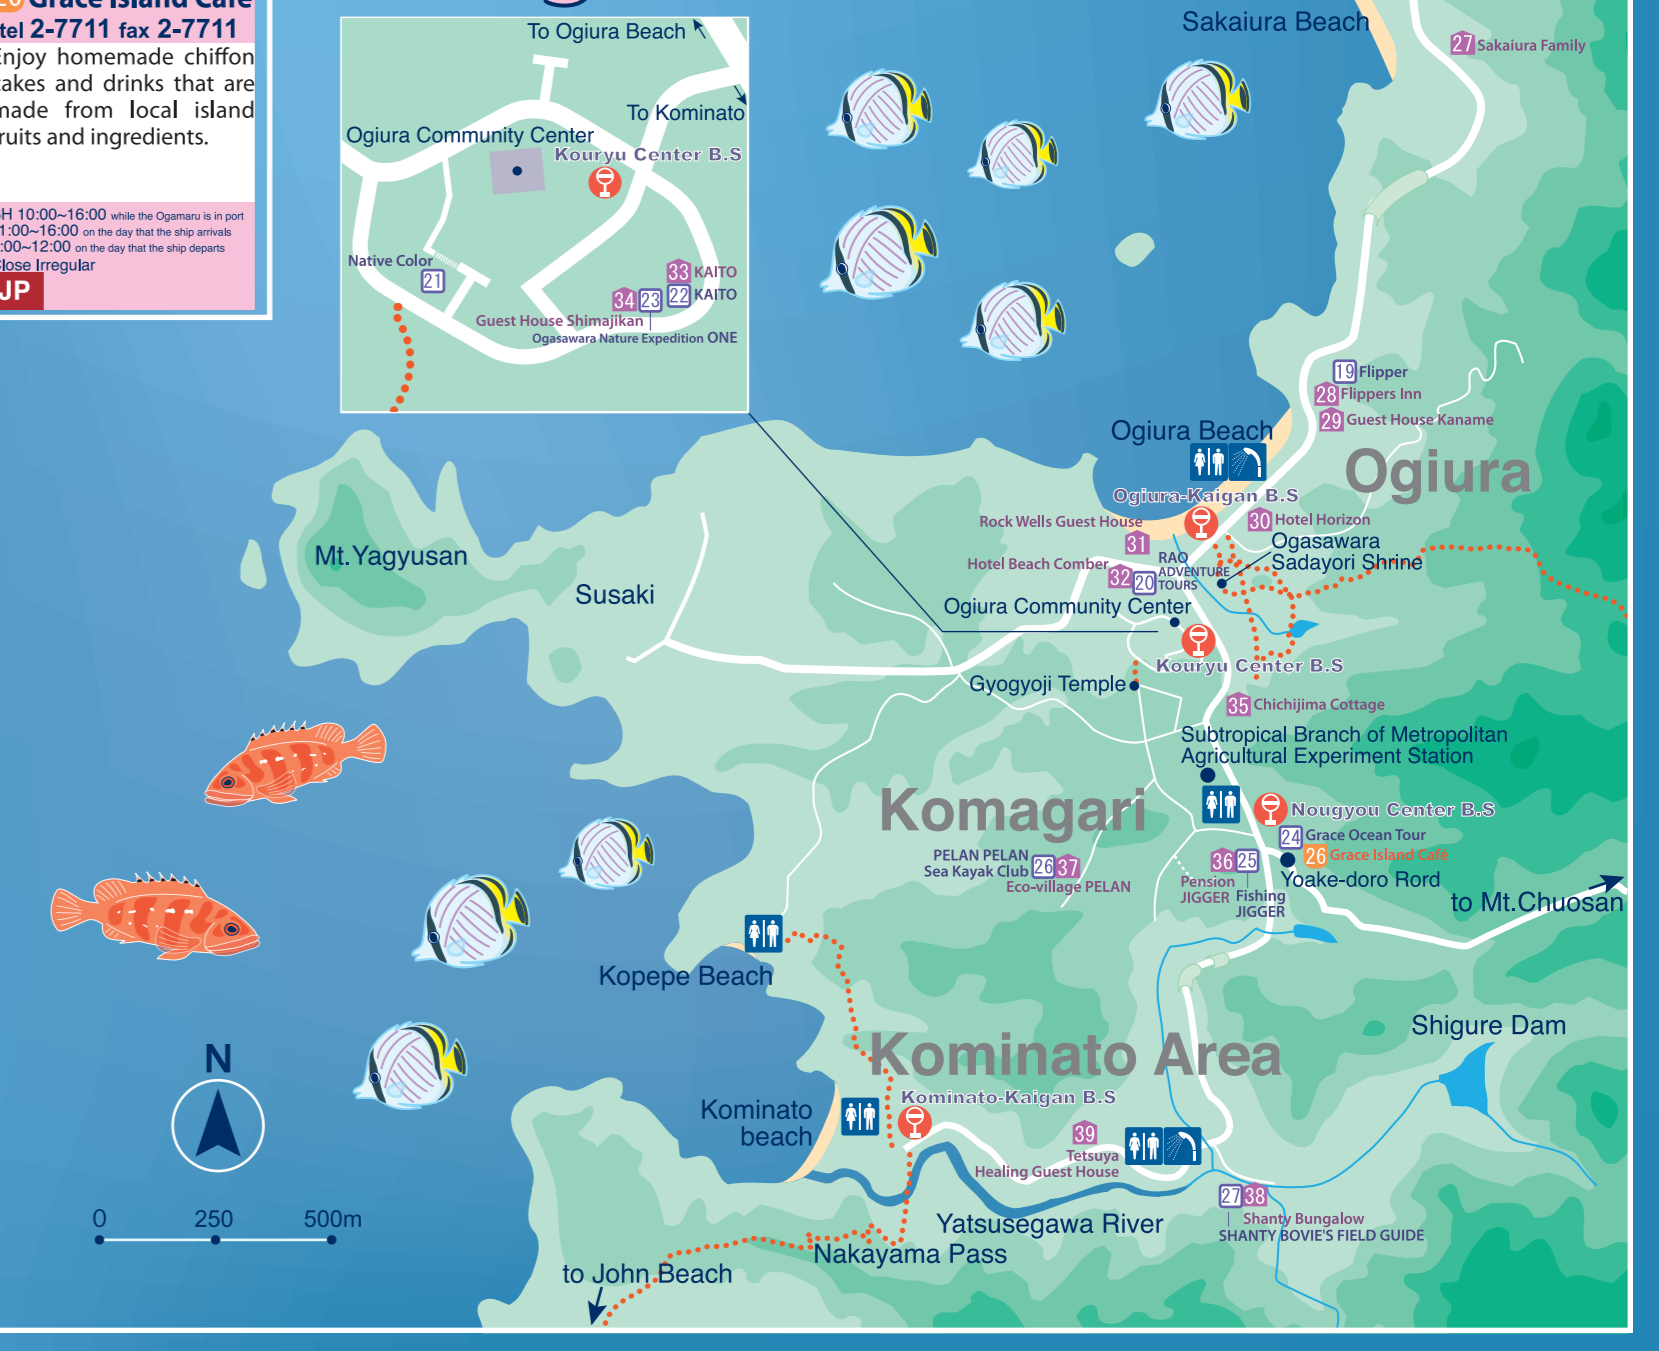 26 Grace Island Café
tel 2-7711 fax 2-7711
Enjoy homemade chiffon
cakes and drinks that are
made from local island
fruits and ingredients.
10:00~16:00 while the Ogamaru is in port
:00~16:00 on the day that the ship arrivals
:00~12:00 on the day that the ship departs
Close Irregular
JP
To Ogiura Beach
To Kominato
Ogiura Community Center
Kouryu Center B.S
Native Color
21
33 KAITO
34 23 22 KAITO
Guest House Shimajikan
Ogasawara Nature Expedition ONE
Sakaiura Beach
27 Sakaiura Family
19 Flipper
28 Flippers Inn
29 Guest House Kaname
Ogiura Beach
Ogiura
Ogiura-Kaigan B.S
Rock Wells Guest House
31
30 Hotel Horizon
Ogasawara
Sadayori Shrine
Hotel Beach Comber
32 20
RAO
ADVENTURE
TOURS
Mt.Yagyusan
Susaki
Ogiura Community Center
Kouryu Center B.S
Gyogyoji Temple
35 Chichijima Cottage
Subtropical Branch of Metropolitan
Agricultural Experiment Station
Komagari
Nougyou Center B.S
24 Grace Ocean Tour
26 Grace Island Café
Yoake-doro Rord
PELAN PELAN
Sea Kayak Club 26 37
Eco-village PELAN
36 25
Pension
JIGGER
Fishing
JIGGER
to Mt.Chuosan
Kopepe Beach
Shigure Dam
Kominato Area
Kominato-Kaigan B.S
Kominato
beach
39
Tetsuya
Healing Guest House
27 38
Shanty Bungalow
SHANTY BOVIE'S FIELD GUIDE
Yatsusegawa River
Nakayama Pass
to John Beach
N
0 250 500m